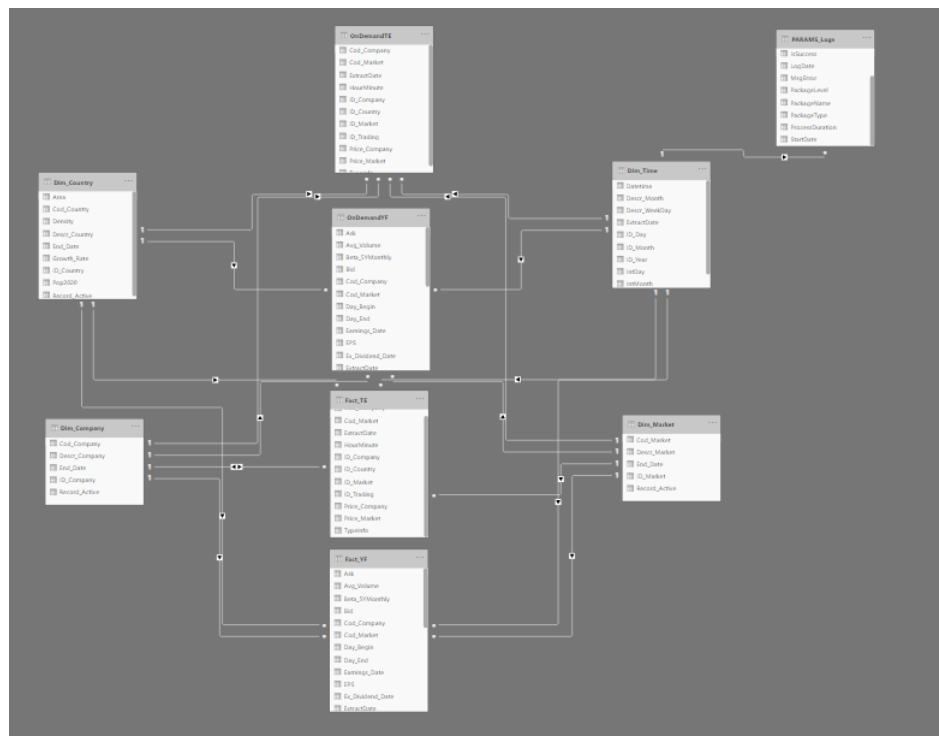 OnDemandTE
Cod_Company
Cod_Market
ExtractDate
HourMinute
ID_Company
ID_Country
ID_Market
ID_Trading
Price_Company
Price_Market
PARAMS_Logs
IsSuccess
LogDate
MsgError
PackageLevel
PackageName
PackageType
ProcessDuration
StartDate
Dim_Country
Area
Cod_Country
Density
Descr_Country
End_Date
Growth_Rate
ID_Country
Pop2020
Record_Active
OnDemandYF
Ask
Avg_Volume
Beta_5YMonthly
Bid
Cod_Company
Cod_Market
Day_Begin
Day_End
Earnings_Date
EPS
Ex_Dividend_Date
ExtractDate
Dim_Time
Datetime
Descr_Month
Descr_WeekDay
ExtractDate
ID_Day
ID_Month
ID_Year
IntDay
IntMonth
Dim_Company
Cod_Company
Descr_Company
End_Date
ID_Company
Record_Active
Fact_TE
Cod_Market
ExtractDate
HourMinute
ID_Company
ID_Country
ID_Market
ID_Trading
Price_Company
Price_Market
TypeInfo
Dim_Market
Cod_Market
Descr_Market
End_Date
ID_Market
Record_Active
Fact_YF
Ask
Avg_Volume
Beta_5YMonthly
Bid
Cod_Company
Cod_Market
Day_Begin
Day_End
Earnings_Date
EPS
Ex_Dividend_Date
ExtractDate